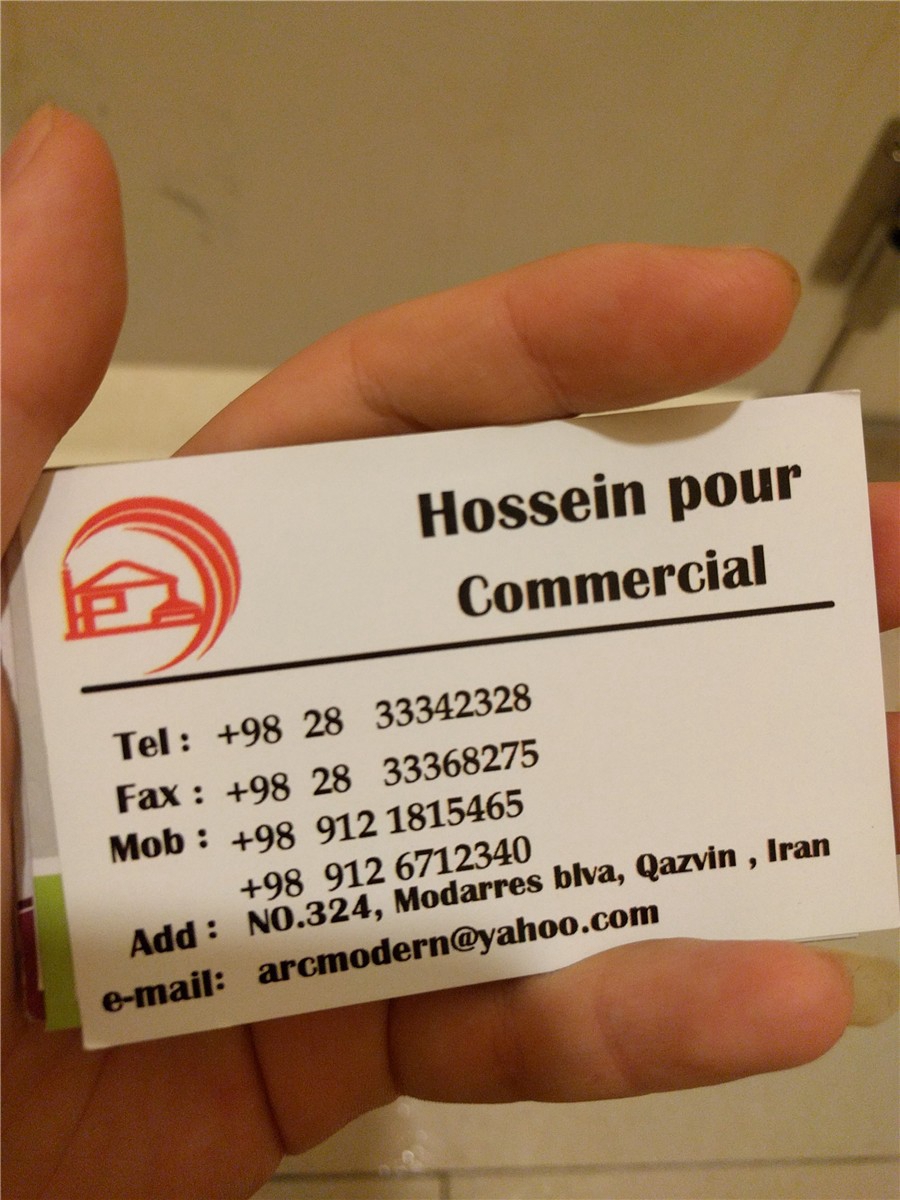 Hossein pour
Commercial
Tel : +98 28 33342328
Fax : +98 28 33368275
Mob : +98 912 1815465
+98 912 6712340
Add : NO.324, Modarres blva, Qazvin , Iran
e-mail: arcmodern@yahoo.com